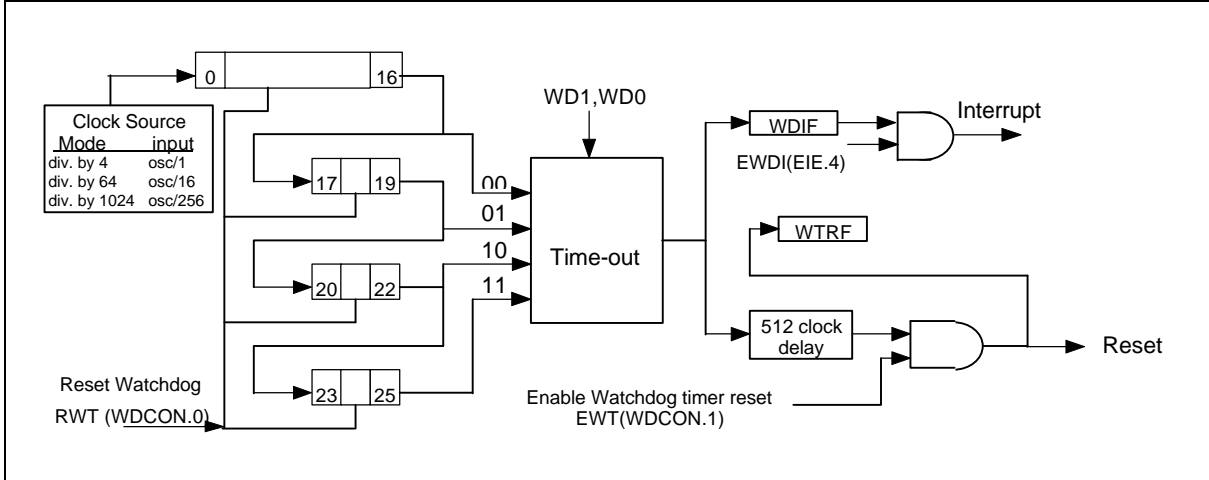 0 16
Clock Source
Mode input
div. by 4 osc/1
div. by 64 osc/16
div. by 1024 osc/256
17 19
20 22
23 25
Reset Watchdog
RWT (WDCON.0)
WD1,WD0
00
01
10
11
Time-out
WDIF
EWDI(EIE.4)
Interrupt
WTRF
512 clock
delay
Enable Watchdog timer reset
EWT(WDCON.1)
Reset